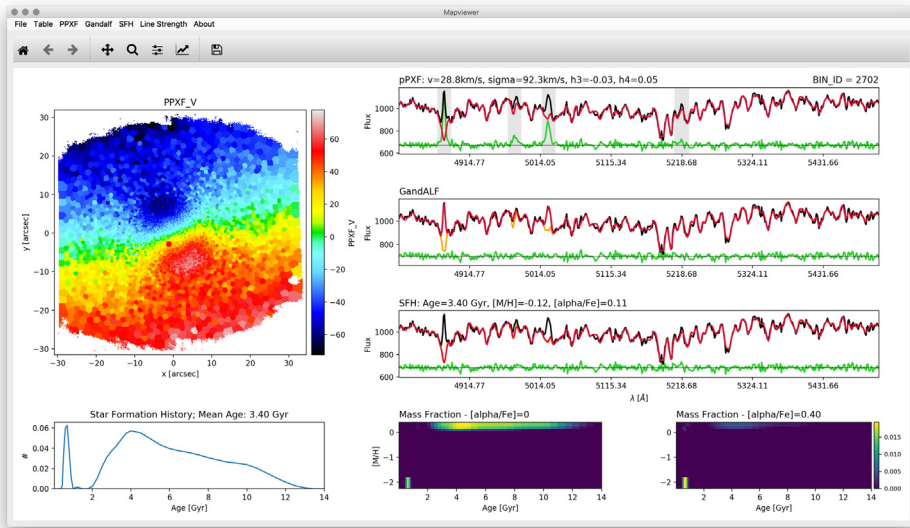 Mapviewer
File Table PPXF Gandalf SFH Line Strength About
PPXF_V
30
20
10
0
−10
−20
−30
y [arcsec]
−30 −20 −10 0 10 20 30
x [arcsec]
60
40
20
0
−20
−40
−60
PPXF_V
pPXF: v=28.8km/s, sigma=92.3km/s, h3=-0.03, h4=0.05 BIN_ID = 2702
1000
800
600
Flux
4914.77 5014.05 5115.34 5218.68 5324.11 5431.66
GandALF
1000
800
Flux
4914.77 5014.05 5115.34 5218.68 5324.11 5431.66
SFH: Age=3.40 Gyr, [M/H]=-0.12, [alpha/Fe]=0.11
1000
800
600
Flux
4914.77 5014.05 5115.34 5218.68 5324.11 5431.66
λ [Å]
Star Formation History; Mean Age: 3.40 Gyr
0.06
0.04
0.02
0.00
#
2 4 6 8 10 12 14
Age [Gyr]
Mass Fraction - [alpha/Fe]=0
0
−1
−2
[M/H]
2 4 6 8 10 12 14
Age [Gyr]
Mass Fraction - [alpha/Fe]=0.40
0
−1
−2
2 4 6 8 10 12 14
Age [Gyr]
0.015
0.010
0.005
0.000